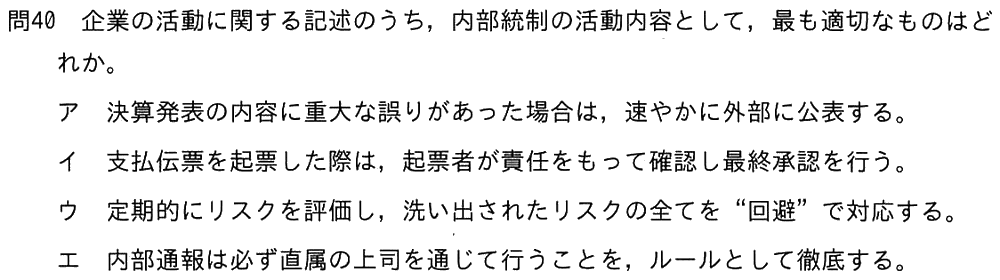 問40　企業の活動に関する記述のうち，内部統制の活動内容として，最も適切なものはど
れか。
ア　決算発表の内容に重大な誤りがあった場合は，速やかに外部に公表する。
イ　支払伝票を起票した際は，起票者が責任をもって確認し最終承認を行う。
ウ　定期的にリスクを評価し，洗い出されたリスクの全てを“回避”で対応する。
エ　内部通報は必ず直属の上司を通じて行うことを，ルールとして徹底する。